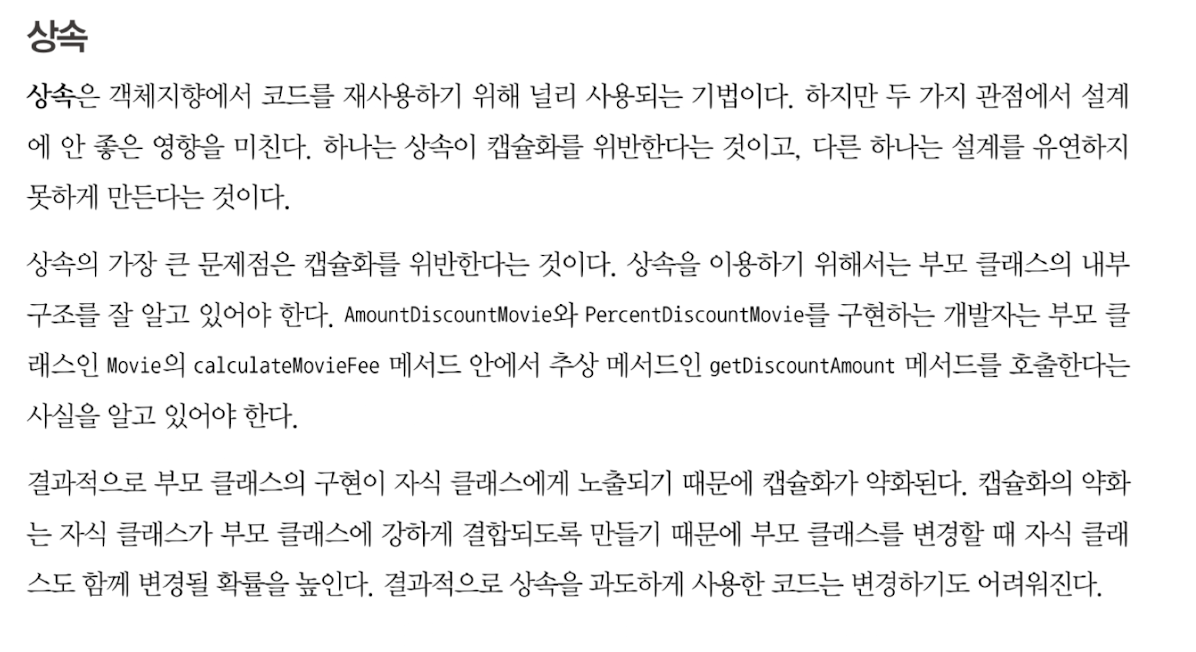 상속
상속은 객체지향에서 코드를 재사용하기 위해 널리 사용되는 기법이다. 하지만 두 가지 관점에서 설계
에 안 좋은 영향을 미친다. 하나는 상속이 캡슐화를 위반한다는 것이고, 다른 하나는 설계를 유연하지
못하게 만든다는 것이다.
상속의 가장 큰 문제점은 캡슐화를 위반한다는 것이다. 상속을 이용하기 위해서는 부모 클래스의 내부
구조를 잘 알고 있어야 한다. AmountDiscountMovie와 PercentDiscountMovie를 구현하는 개발자는 부모 클
래스인 Movie의 calculateMovieFee 메서드 안에서 추상 메서드인 getDiscountAmount 메서드를 호출한다는
사실을 알고 있어야 한다.
결과적으로 부모 클래스의 구현이 자식 클래스에게 노출되기 때문에 캡슐화가 약화된다. 캡슐화의 약화
는 자식 클래스가 부모 클래스에 강하게 결합되도록 만들기 때문에 부모 클래스를 변경할 때 자식 클래
스도 함께 변경될 확률을 높인다. 결과적으로 상속을 과도하게 사용한 코드는 변경하기도 어려워진다.